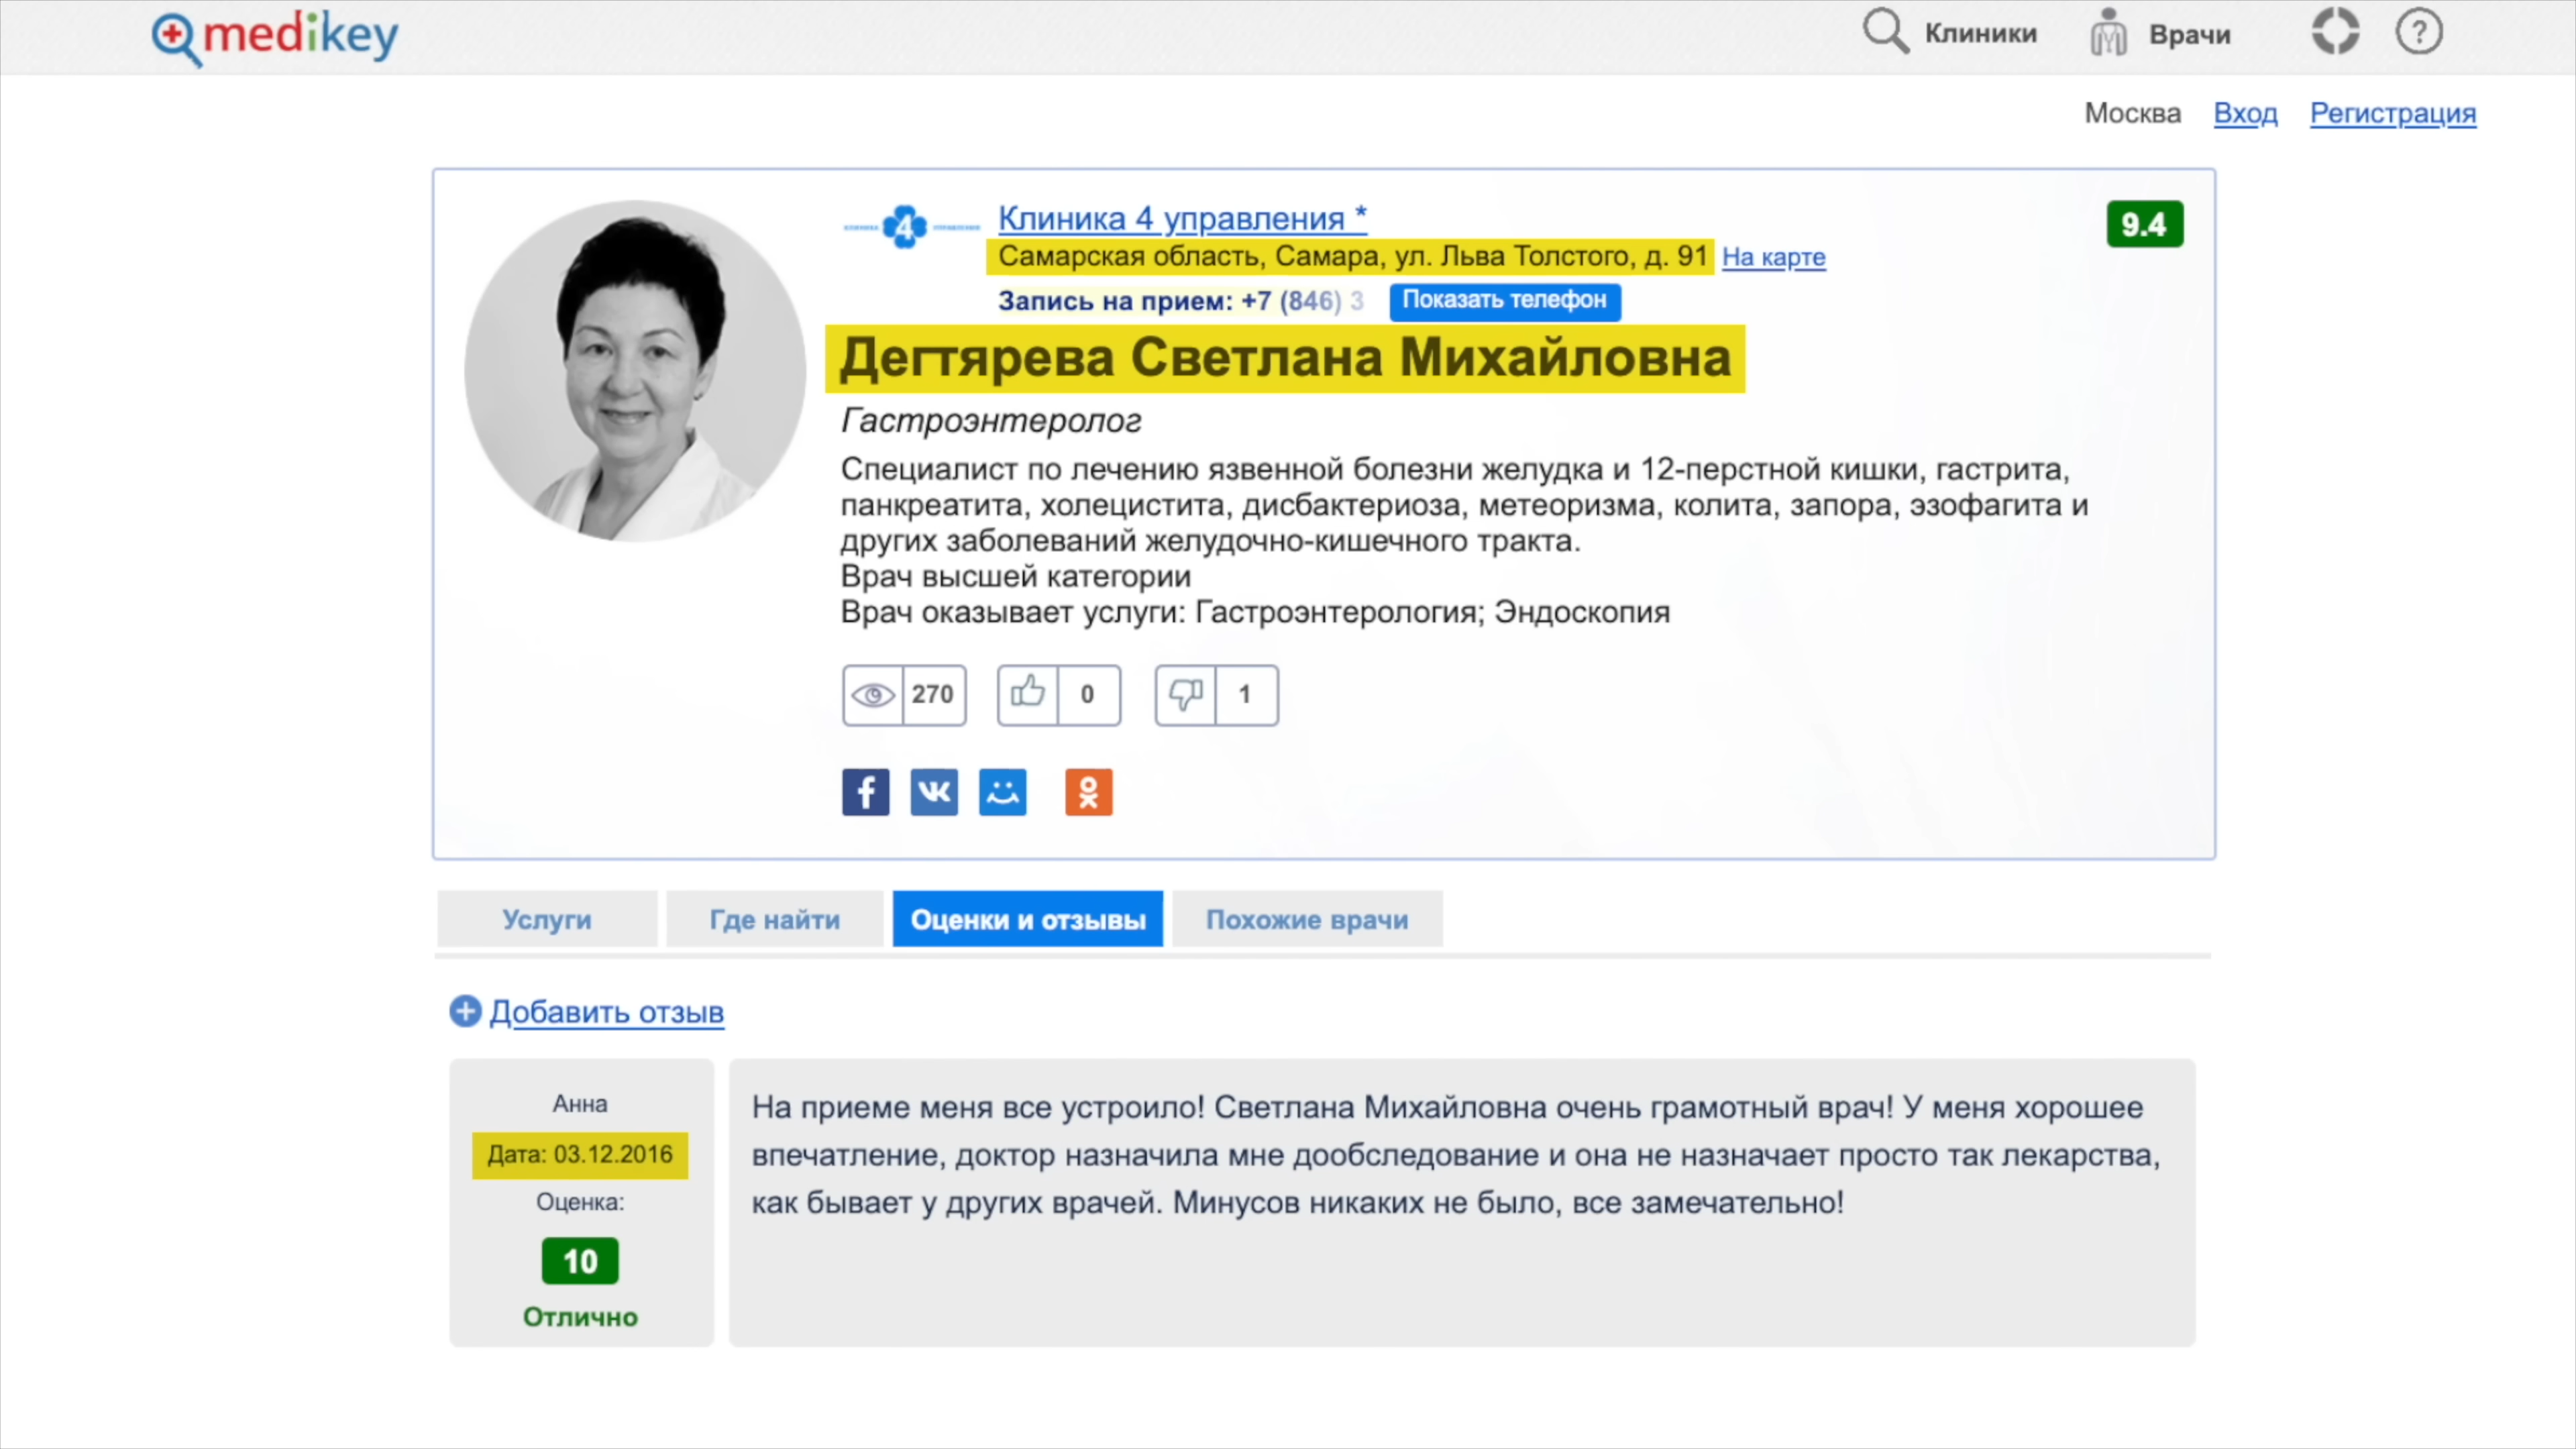 medikey
Клиники
Врачи
?
Москва Вход Регистрация
4
Клиника 4 управления *
9.4
Самарская область, Самара, ул. Льва Толстого, д. 91 На карте
Запись на прием: +7 (846) 3 Показать телефон
Дегтярева Светлана Михайловна
Гастроэнтеролог
Специалист по лечению язвенной болезни желудка и 12-перстной кишки, гастрита,
панкреатита, холецистита, дисбактериоза, метеоризма, колита, запора, эзофагита и
других заболеваний желудочно-кишечного тракта.
Врач высшей категории
Врач оказывает услуги: Гастроэнтерология; Эндоскопия
270 0 1
Услуги Где найти Оценки и отзывы Похожие врачи
Добавить отзыв
Анна
Дата: 03.12.2016
Оценка:
10
Отлично
На приеме меня все устроило! Светлана Михайловна очень грамотный врач! У меня хорошее
впечатление, доктор назначила мне дообследование и она не назначает просто так лекарства,
как бывает у других врачей. Минусов никаких не было, все замечательно!